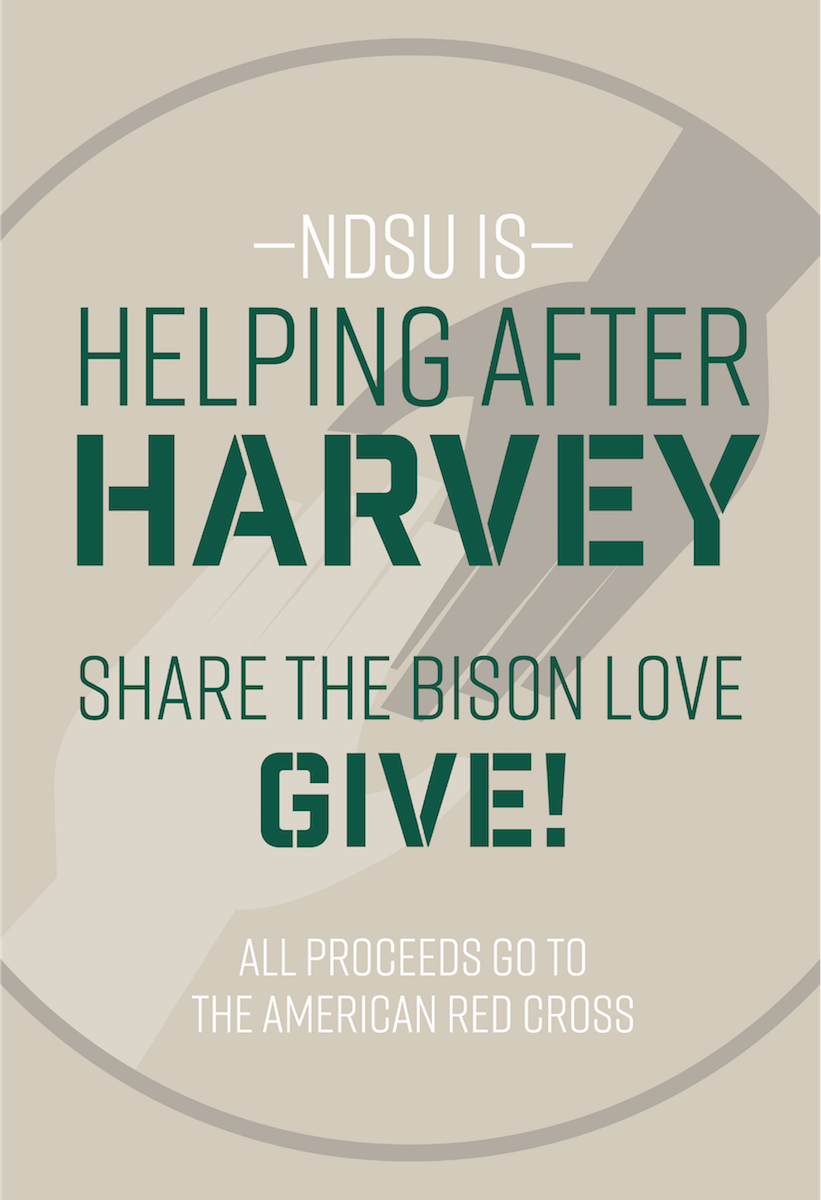 —NDSU IS—
HELPING AFTER
HARVEY
SHARE THE BISON LOVE
GIVE!
ALL PROCEEDS GO TO
THE AMERICAN RED CROSS